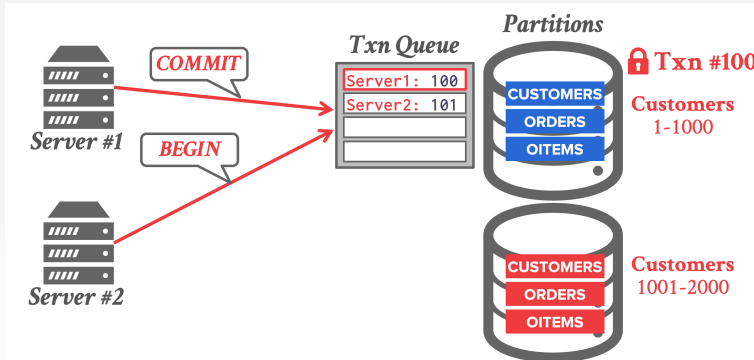 Partitions
Txn Queue
COMMIT
Server1: 100
Server2: 101
CUSTOMERS
ORDERS
OITEMS
Txn #100
Customers
1-1000
Server #1
BEGIN
Server #2
CUSTOMERS
ORDERS
OITEMS
Customers
1001-2000